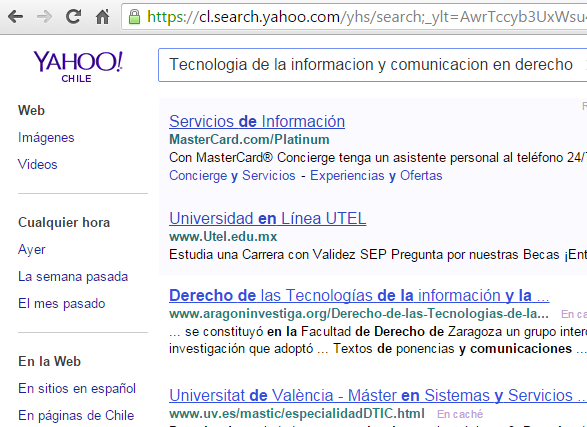 https://cl.search.yahoo.com/yhs/search;_ylt=AwrTccyb3UxWsu
YAHOO!
CHILE
Tecnologia de la informacion y comunicacion en derecho
Web
Imágenes
Videos
Cualquier hora
Ayer
La semana pasada
El mes pasado
En la Web
En sitios en español
En páginas de Chile
Servicios de Información
MasterCard.com/Platinum
Con MasterCard® Concierge tenga un asistente personal al teléfono 24/7
Concierge y Servicios - Experiencias y Ofertas
Universidad en Línea UTEL
www.Utel.edu.mx
Estudia una Carrera con Validez SEP Pregunta por nuestras Becas ¡Ent
Derecho de las Tecnologías de la información y la ...
www.aragoninvestiga.org/Derecho-de-las-Tecnologias-de-la... En ca
... se constituyó en la Facultad de Derecho de Zaragoza un grupo inter
investigación que adoptó ... Textos de ponencias y comunicaciones ...
Universitat de València - Máster en Sistemas y Servicios ...
www.uv.es/mastic/especialidadDTIC.html En caché